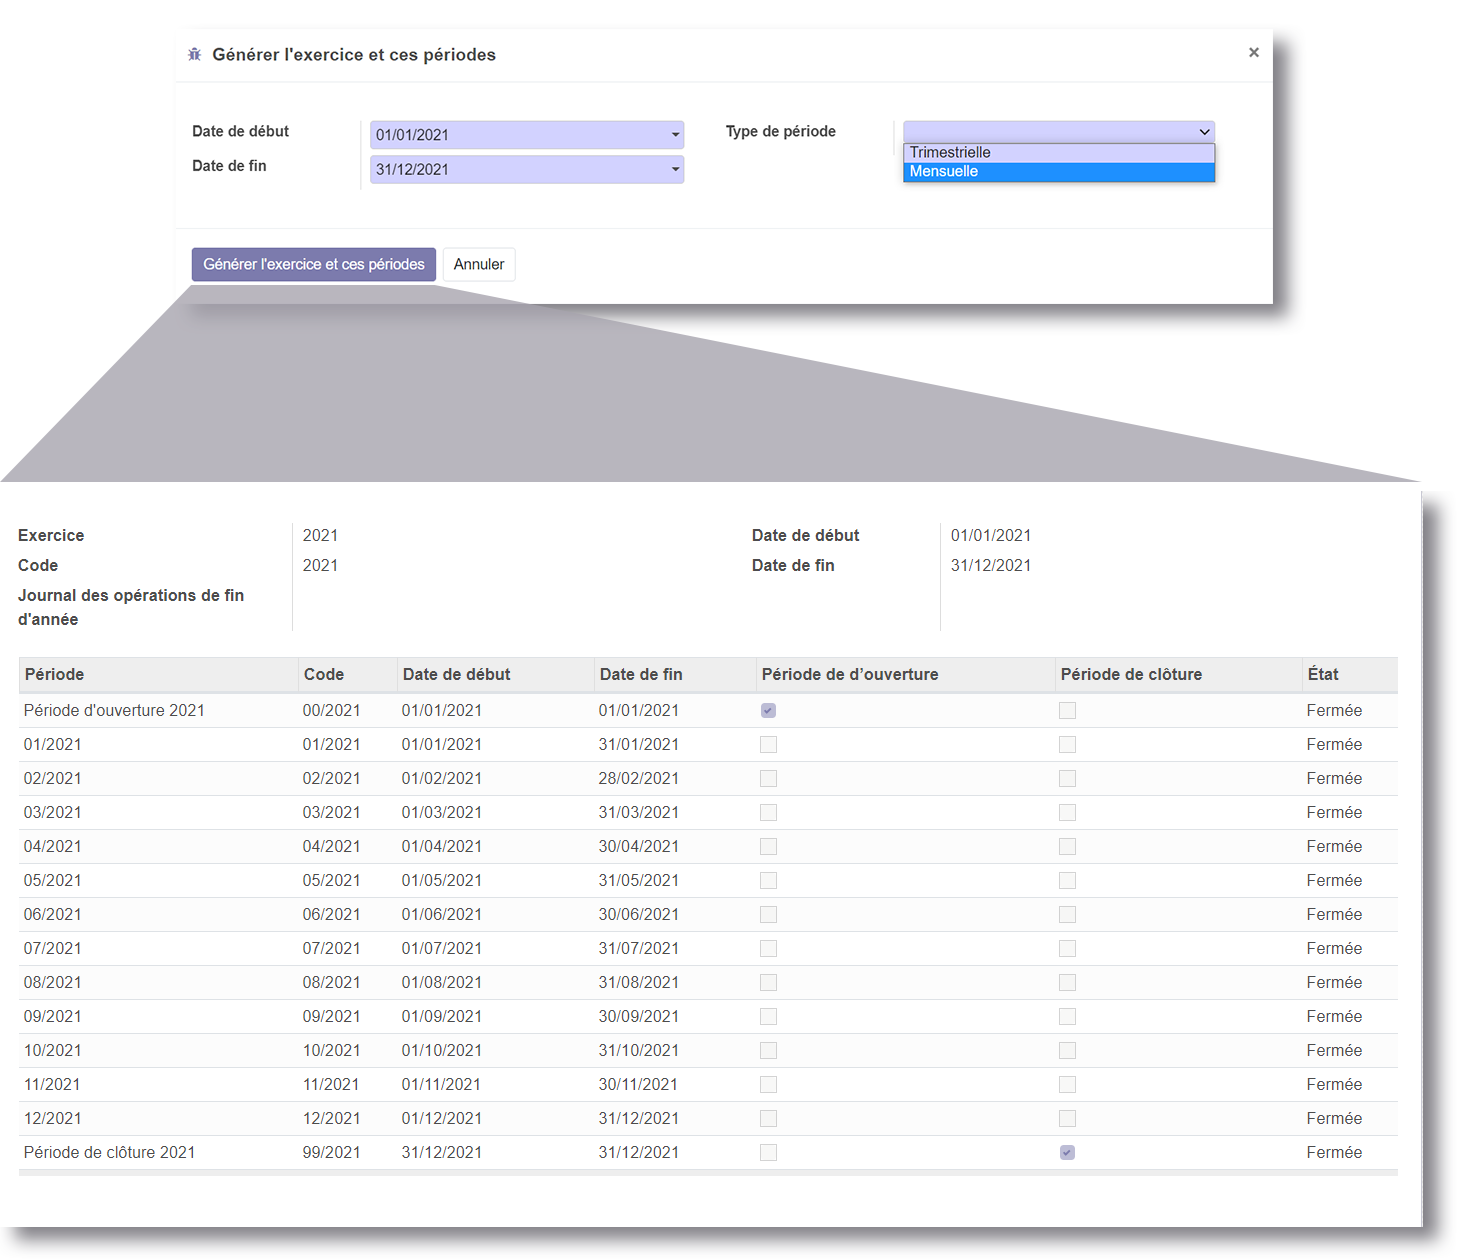 Générer l'exercice et ces périodes ×
Date de début 01/01/2021 Type de période
Trimestrielle
Date de fin 31/12/2021 Mensuelle
Générer l'exercice et ces périodes Annuler
Exercice 2021 Date de début 01/01/2021
Code 2021 Date de fin 31/12/2021
Journal des opérations de fin
d'année
Période Code Date de début Date de fin Période de d’ouverture Période de clôture État
Période d'ouverture 2021 00/2021 01/01/2021 01/01/2021 Fermée
01/2021 01/2021 01/01/2021 31/01/2021 Fermée
02/2021 02/2021 01/02/2021 28/02/2021 Fermée
03/2021 03/2021 01/03/2021 31/03/2021 Fermée
04/2021 04/2021 01/04/2021 30/04/2021 Fermée
05/2021 05/2021 01/05/2021 31/05/2021 Fermée
06/2021 06/2021 01/06/2021 30/06/2021 Fermée
07/2021 07/2021 01/07/2021 31/07/2021 Fermée
08/2021 08/2021 01/08/2021 31/08/2021 Fermée
09/2021 09/2021 01/09/2021 30/09/2021 Fermée
10/2021 10/2021 01/10/2021 31/10/2021 Fermée
11/2021 11/2021 01/11/2021 30/11/2021 Fermée
12/2021 12/2021 01/12/2021 31/12/2021 Fermée
Période de clôture 2021 99/2021 31/12/2021 31/12/2021 Fermée